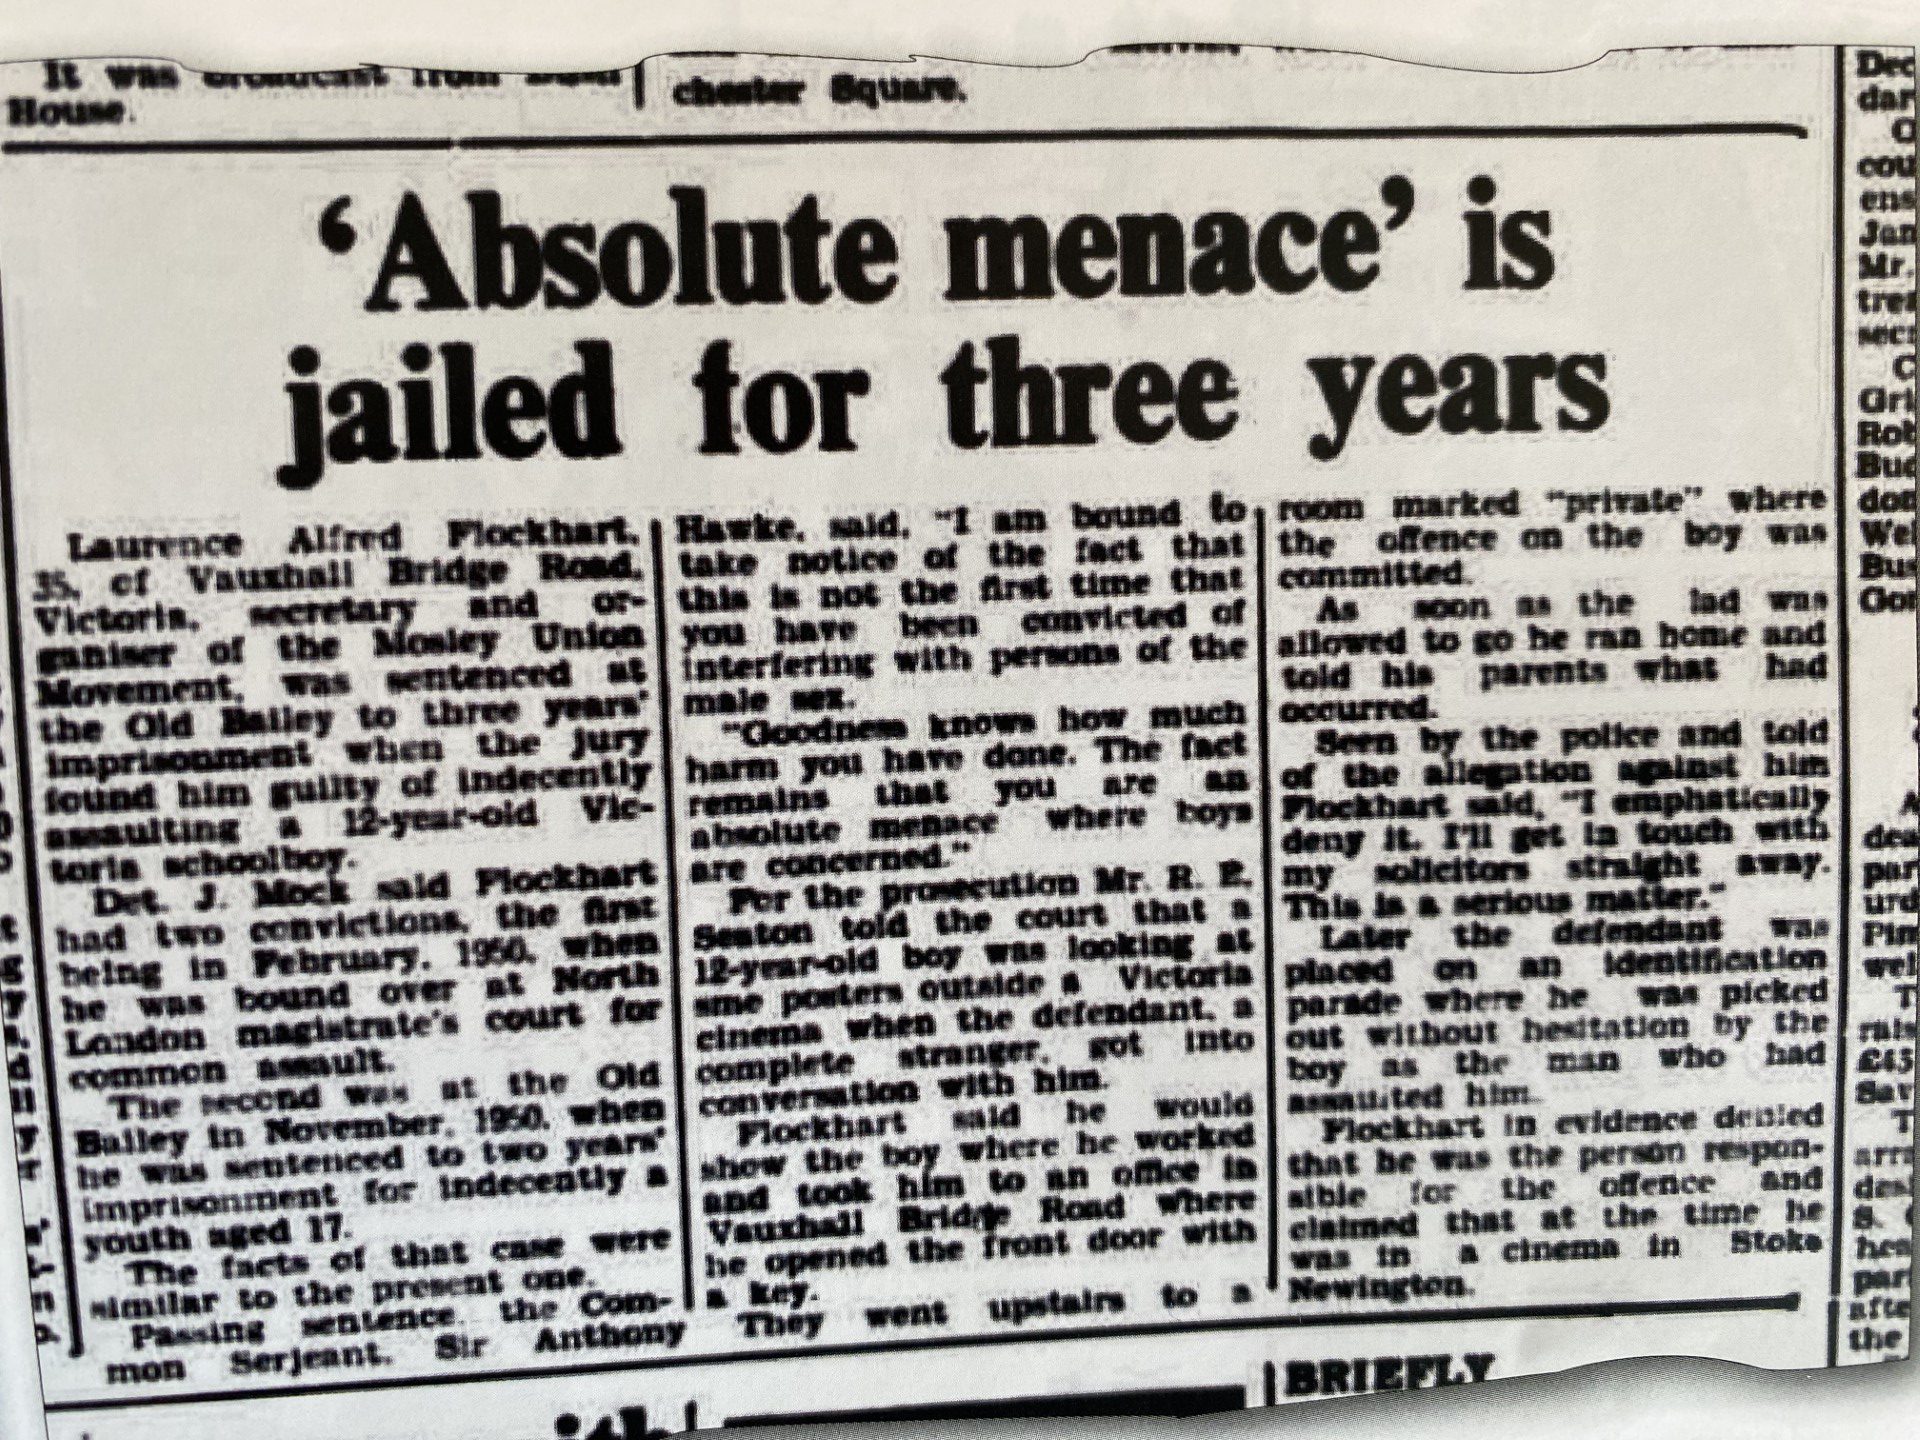 It was broadcast from
House.
chester Square.
‘Absolute menace’ is
jailed for three years
Laurence Alfred Flockhart,
35, of Vauxhall Bridge Road,
Victoria, secretary and or-
ganiser of the Mosley Union
Movement, was sentenced at
the Old Bailey to three years'
imprisonment when the jury
found him guilty of indecently
assaulting a 12-year-old Vic-
toria schoolboy.
Det. J. Mock said Flockhart
had two convictions, the first
being in February, 1950, when
he was bound over at North
London magistrate's court for
common assault.
The second was at the Old
Bailey in November, 1950, when
he was sentenced to two years'
imprisonment for indecently a
youth aged 17.
The facts of that case were
similar to the present one.
Passing sentence, the Com-
mon Serjeant, Sir Anthony
Hawke, said, "I am bound to
take notice of the fact that
this is not the first time that
you have been convicted of
interfering with persons of the
male sex.
"Goodness knows how much
harm you have done. The fact
remains that you are an
absolute menace where boys
are concerned."
For the prosecution Mr. R. E.
Seaton told the court that a
12-year-old boy was looking at
sme posters outside a Victoria
cinema when the defendant, a
complete stranger, got into
conversation with him.
Flockhart said he would
show the boy where he worked
and took him to an office in
Vauxhall Bridge Road where
he opened the front door with
a key.
They went upstairs to a
room marked "private" where
the offence on the boy was
committed.
As soon as the lad was
allowed to go he ran home and
told his parents what had
occurred.
Seen by the police and told
of the allegation against him
Flockhart said, "I emphatically
deny it. I'll get in touch with
my solicitors straight away.
This is a serious matter."
Later the defendant was
placed on an identification
parade where he was picked
out without hesitation by the
boy as the man who had
assaulted him.
Flockhart in evidence denied
that he was the person respon-
sible for the offence and
claimed that at the time he
was in a cinema in Stoke
Newington.
BRIEFLY